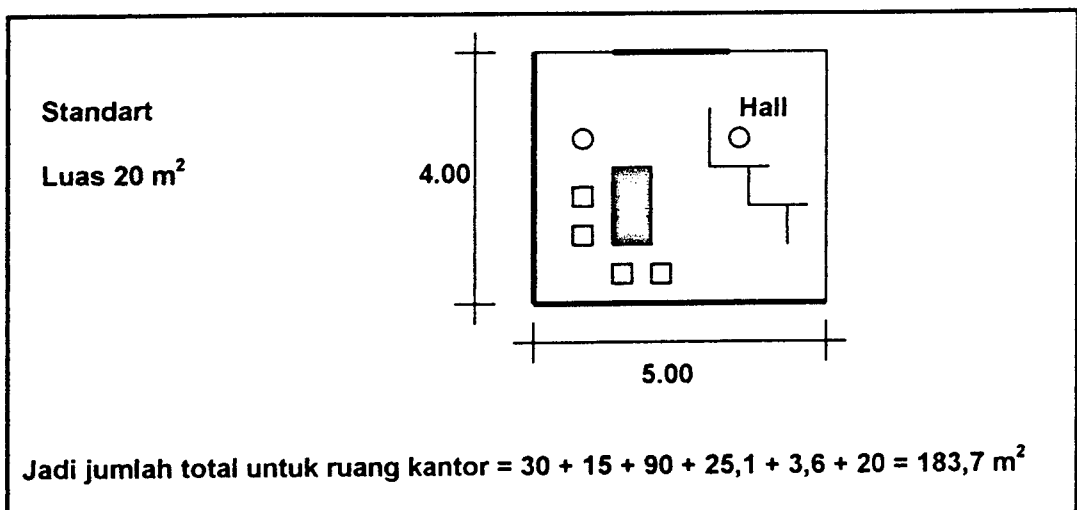 Standart
Hall
Luas 20 m²
4.00
5.00
Jadi jumlah total untuk ruang kantor = 30 + 15 + 90 + 25,1 + 3,6 + 20 = 183,7 m²